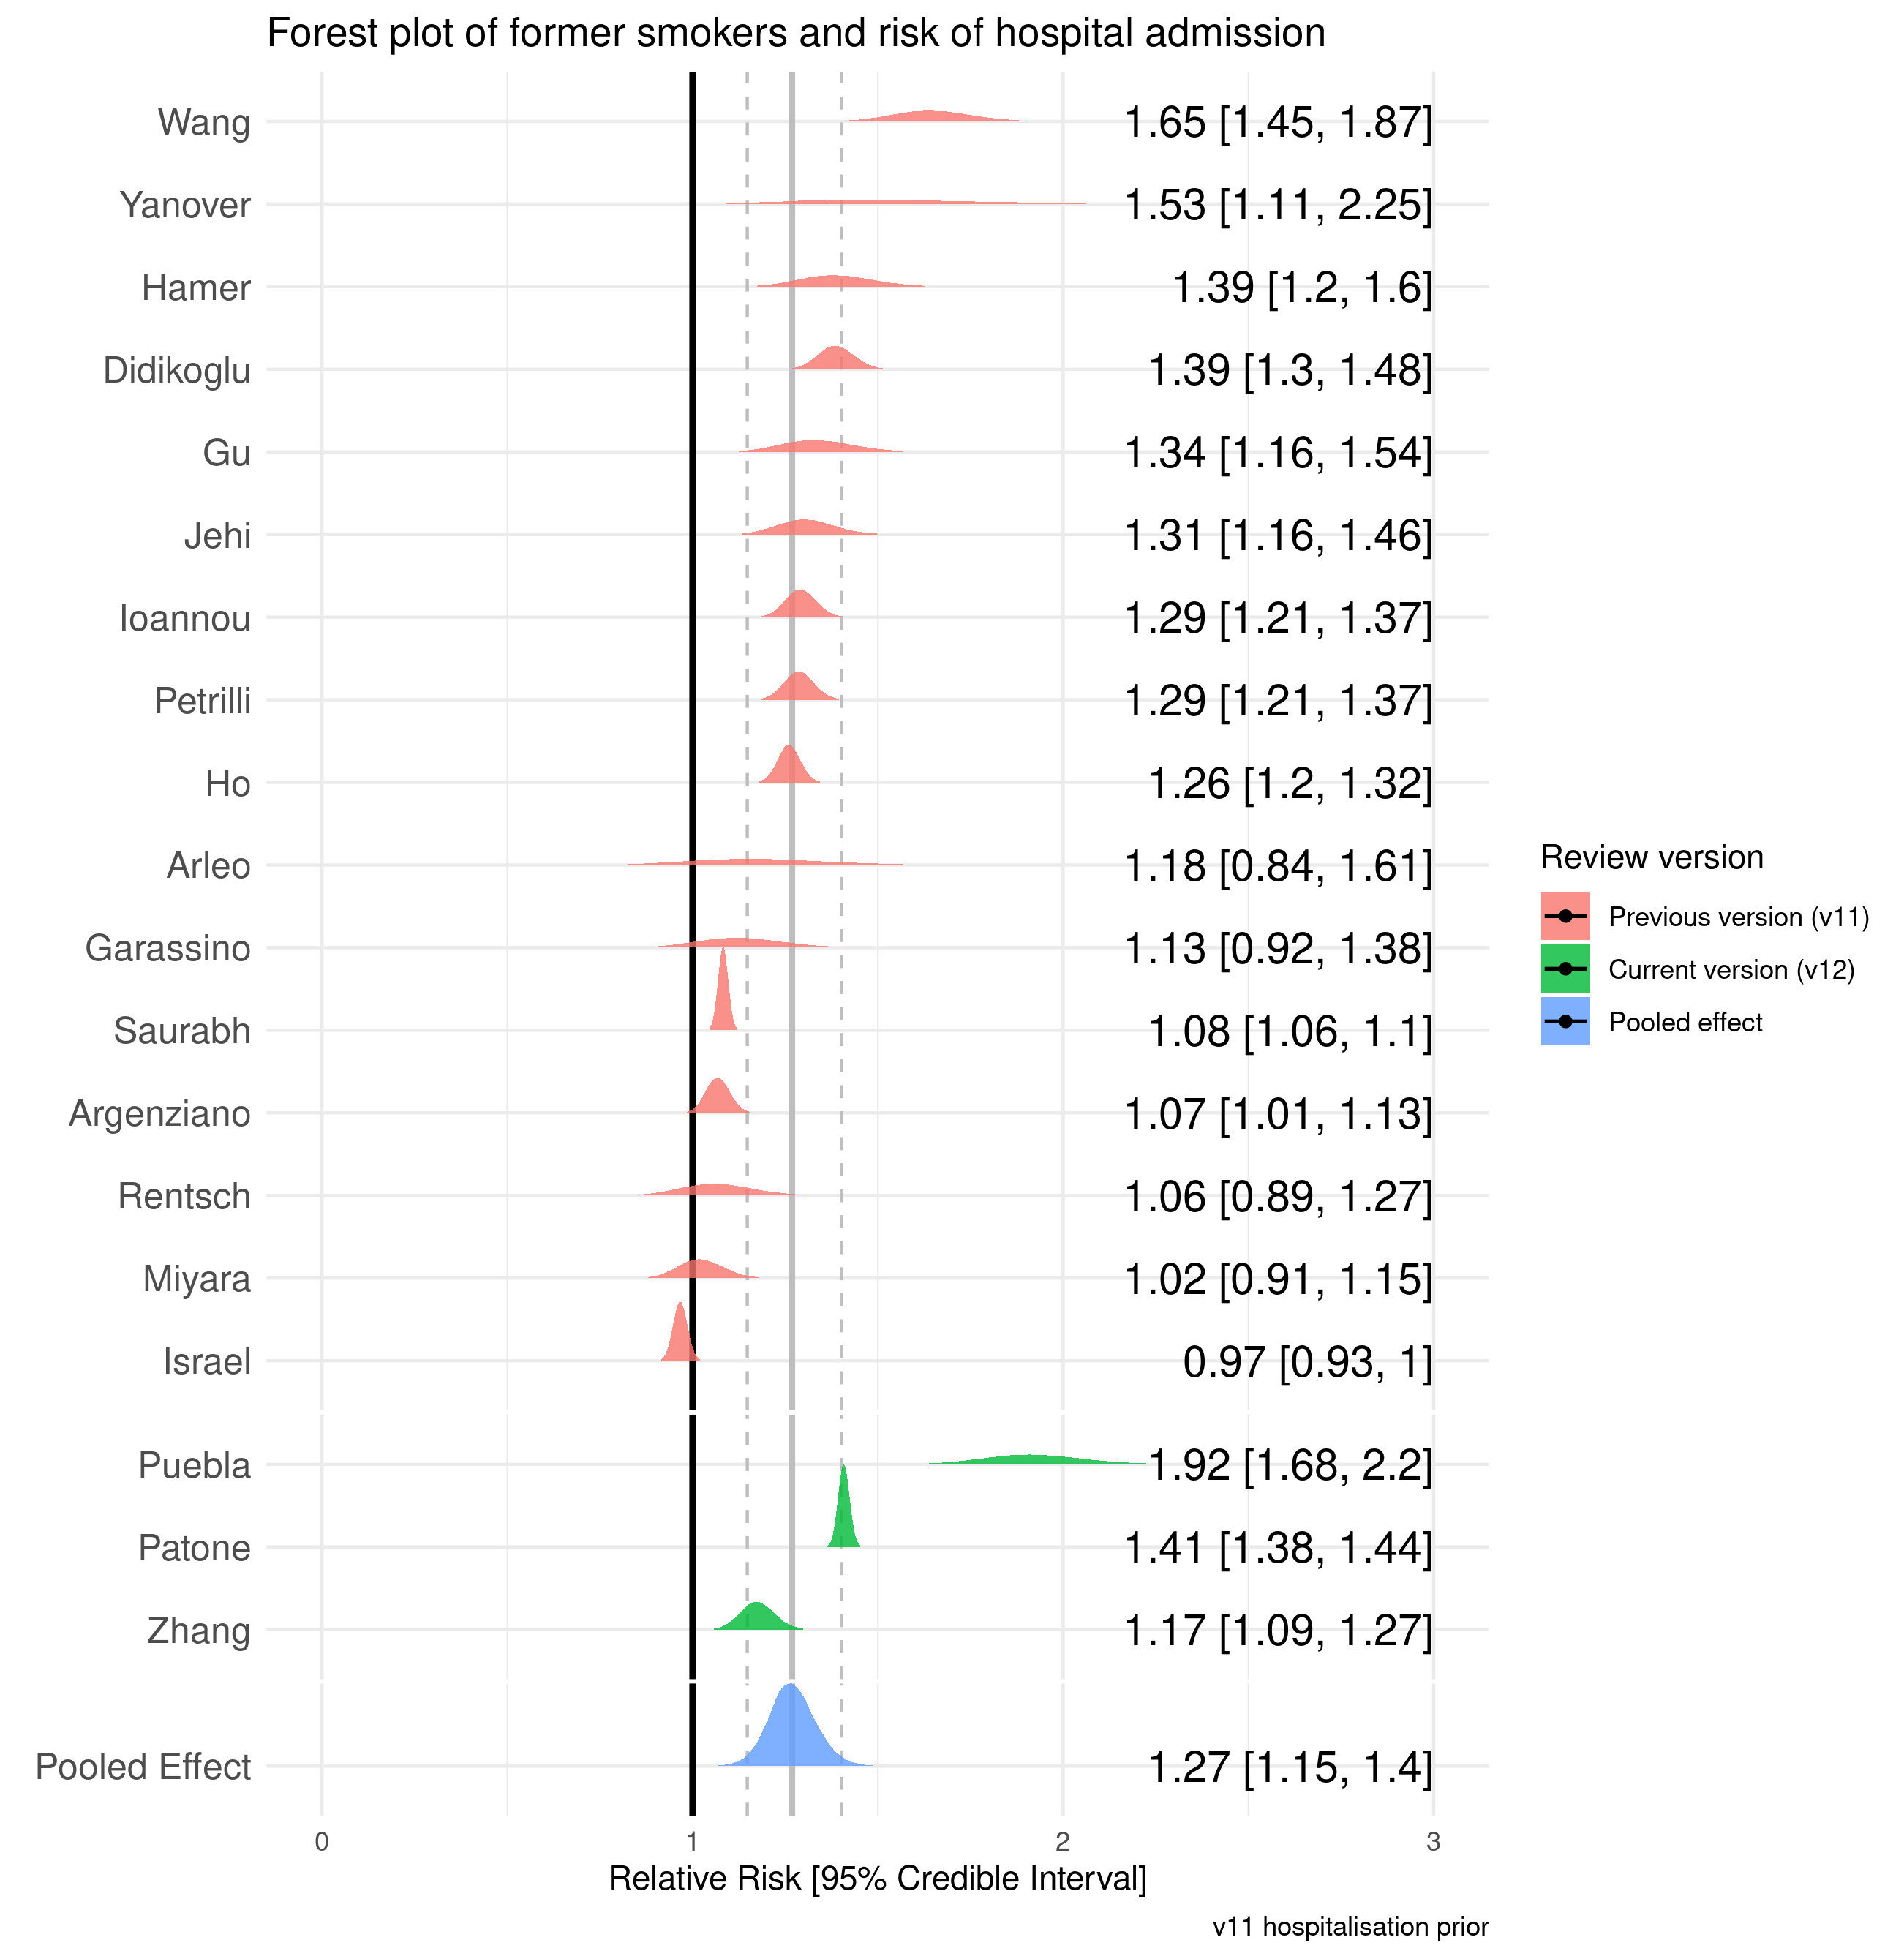 Forest plot of former smokers and risk of hospital admission
Wang 1.65 [1.45, 1.87]
Yanover 1.53 [1.11, 2.25]
Hamer 1.39 [1.2, 1.6]
Didikoglu 1.39 [1.3, 1.48]
Gu 1.34 [1.16, 1.54]
Jehi 1.31 [1.16, 1.46]
Ioannou 1.29 [1.21, 1.37]
Petrilli 1.29 [1.21, 1.37]
Ho 1.26 [1.2, 1.32]
Arleo 1.18 [0.84, 1.61]
Garassino 1.13 [0.92, 1.38]
Saurabh 1.08 [1.06, 1.1]
Argenziano 1.07 [1.01, 1.13]
Rentsch 1.06 [0.89, 1.27]
Miyara 1.02 [0.91, 1.15]
Israel 0.97 [0.93, 1]
Puebla 1.92 [1.68, 2.2]
Patone 1.41 [1.38, 1.44]
Zhang 1.17 [1.09, 1.27]
Pooled Effect 1.27 [1.15, 1.4]
0 1 2 3
Relative Risk [95% Credible Interval]
v11 hospitalisation prior
Review version
Previous version (v11)
Current version (v12)
Pooled effect